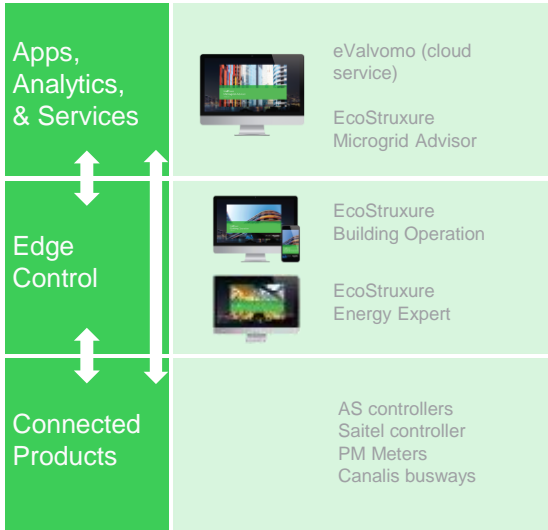 Apps,
Analytics,
& Services
eValvomo (cloud
service)
EcoStruxure
Microgrid Advisor
Edge
Control
EcoStruxure
Building Operation
EcoStruxure
Energy Expert
Connected
Products
AS controllers
Saitel controller
PM Meters
Canalis busways